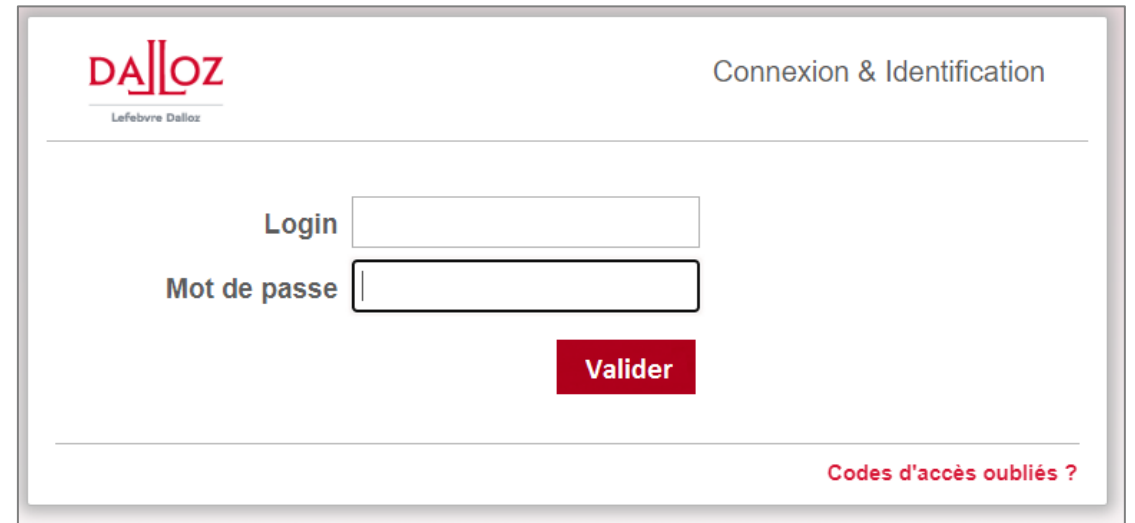 DALLOZ
Lefebvre Dalloz
Connexion & Identification
Login
Mot de passe
Valider
Codes d'accès oubliés ?